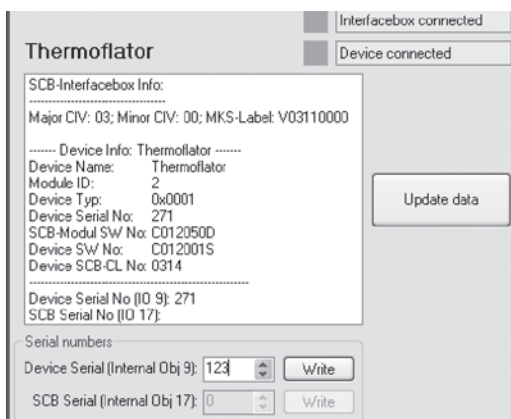 Interfacebox connected
Thermoflator
Device connected
SCB-Interfacebox Info:
------------------------------------
Major CIV: 03; Minor CIV: 00; MKS-Label: V03110000
------- Device Info: Thermoflator -------
Device Name: Thermoflator
Module ID: 2
Device Typ: 0x0001
Device Serial No: 271
SCB-Modul SW No: C012050D
Device SW No: C012001S
Device SCB-CL No: 0314
------------------------------------------------------------
Device Serial No (IO 9): 271
SCB Serial No (IO 17):
Update data
Serial numbers
Device Serial (Internal Obj 9): 123 Write
SCB Serial (Internal Obj 17): 0 Write